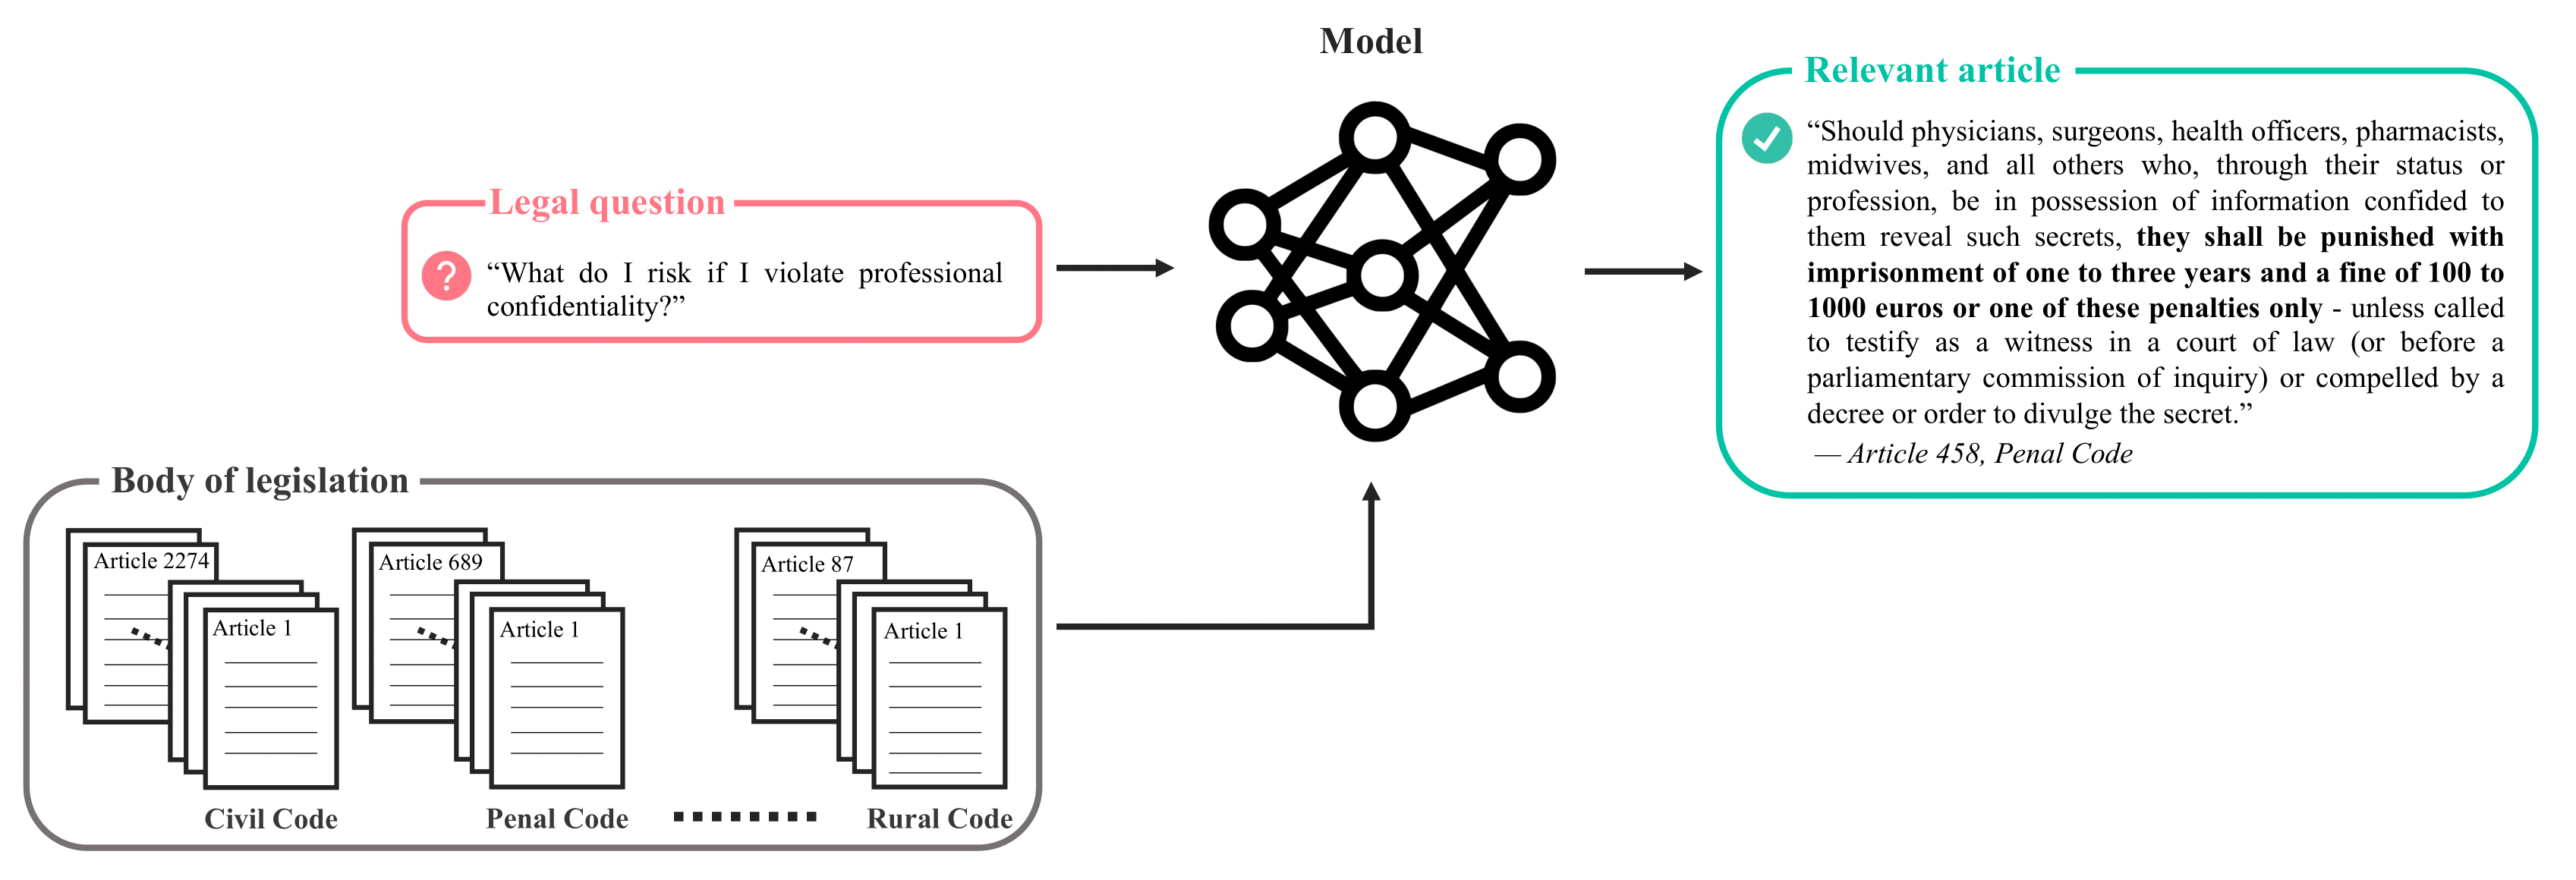 Model
Legal question
?
“What do I risk if I violate professional
confidentiality?”
Body of legislation
Article 2274
Article 1
Civil Code
Article 689
Article 1
Penal Code
Article 87
Article 1
Rural Code
Relevant article
“Should physicians, surgeons, health officers, pharmacists,
midwives, and all others who, through their status or
profession, be in possession of information confided to
them reveal such secrets, they shall be punished with
imprisonment of one to three years and a fine of 100 to
1000 euros or one of these penalties only - unless called
to testify as a witness in a court of law (or before a
parliamentary commission of inquiry) or compelled by a
decree or order to divulge the secret.”
— Article 458, Penal Code